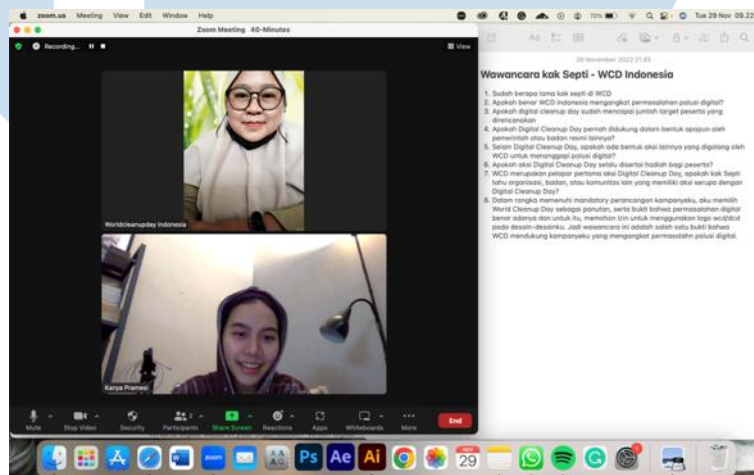 zoom.us Meeting View Edit Window Help
73%
Tue 29 Nov 09.22
Zoom Meeting 40-Minutes
Recording...
View
29 November 2022 21.45
Wawancara kak Septi - WCD Indonesia
1. Sudah berapa lama kak septi di WCD
2. Apakah benar WCD indonesia mengangkat permasalahan polusi digital?
3. Apakah digital cleanup day sudah mencapai jumlah target peserta yang
direncanakan
4. Apakah Digital Cleanup Day pernah didukung dalam bentuk apapun oleh
pemerintah atau badan resmi lainnya?
5. Selain Digital Cleanup Day, apakah ada bentuk aksi lainnya yang digalang oleh
WCD untuk menanggapi polusi digital?
6. Apakah aksi Digital Cleanup Day selalu disertai hadiah bagi peserta?
7. WCD merupakan pelapor pertama aksi Digital Cleanup Day, apakah kak Septi
tahu organisasi, badan, atau komunitas lain yang memiliki aksi serupa dengan
Digital Cleanup Day?
8. Dalam rangka memenuhi mandatory perancangan kampanyeku, aku memilih
World Cleanup Day sebagai panutan, serta bukti bahwa permasalahan digital
benar adanya dan untuk itu, memohon izin untuk menggunakan logo wcd/dcd
pada desain-desainku. Jadi wawancara ini adalah salah satu bukti bahwa
WCD mendukung kampanyeku yang mengangkat permasalahn polusi digital.
Worldcleanupday Indonesia
Kanya Pramesi
Mute Stop Video Security Participants 2 Share Screen Reactions Apps Whiteboards More End
zoom Ps Ae Ai NOV 29